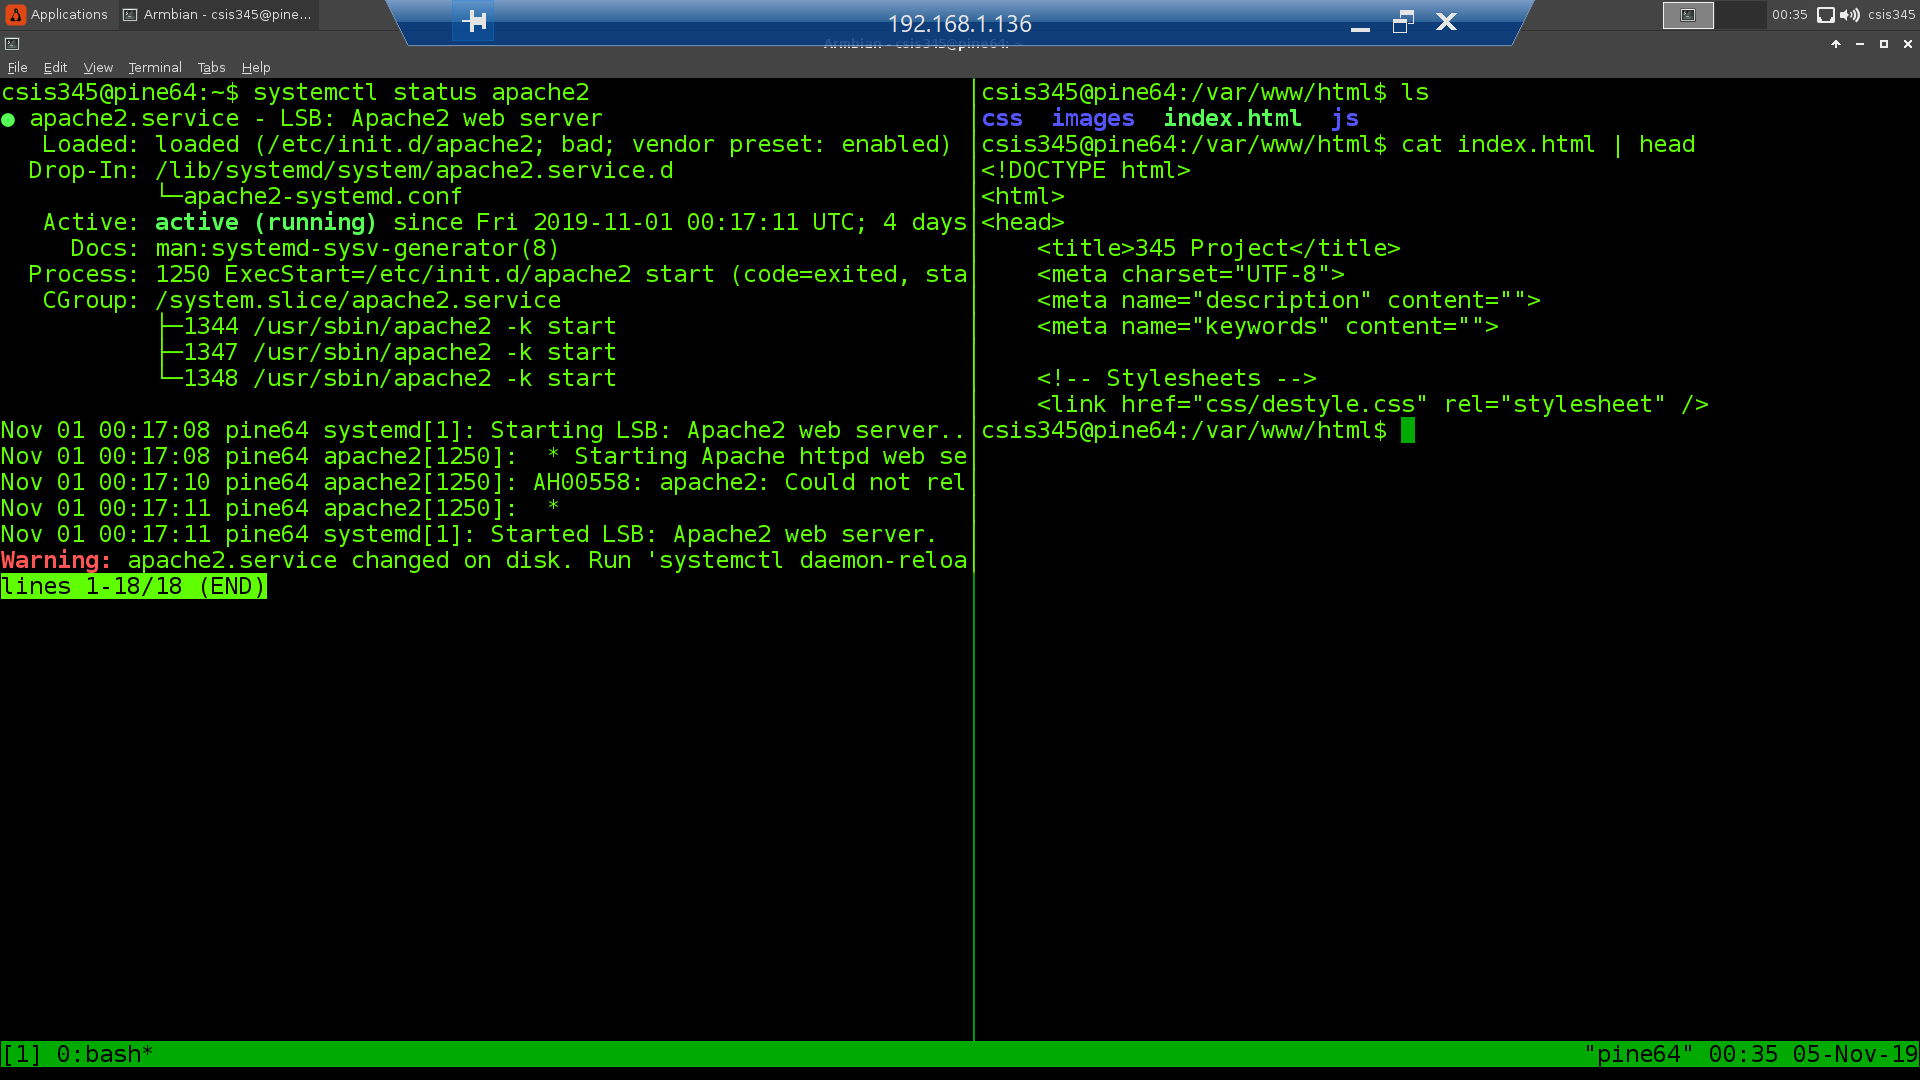 Applications
Armbian - csis345@pine...
192.168.1.136
00:35
csis345
Armbian - csis345@pine64: ~
File Edit View Terminal Tabs Help
csis345@pine64:~$ systemctl status apache2
● apache2.service - LSB: Apache2 web server
   Loaded: loaded (/etc/init.d/apache2; bad; vendor preset: enabled)
  Drop-In: /lib/systemd/system/apache2.service.d
           └─apache2-systemd.conf
   Active: active (running) since Fri 2019-11-01 00:17:11 UTC; 4 days
     Docs: man:systemd-sysv-generator(8)
  Process: 1250 ExecStart=/etc/init.d/apache2 start (code=exited, sta
   CGroup: /system.slice/apache2.service
           ├─1344 /usr/sbin/apache2 -k start
           ├─1347 /usr/sbin/apache2 -k start
           └─1348 /usr/sbin/apache2 -k start
Nov 01 00:17:08 pine64 systemd[1]: Starting LSB: Apache2 web server..
Nov 01 00:17:08 pine64 apache2[1250]:  * Starting Apache httpd web se
Nov 01 00:17:10 pine64 apache2[1250]: AH00558: apache2: Could not rel
Nov 01 00:17:11 pine64 apache2[1250]:  *
Nov 01 00:17:11 pine64 systemd[1]: Started LSB: Apache2 web server.
Warning: apache2.service changed on disk. Run 'systemctl daemon-reloa
lines 1-18/18 (END)
csis345@pine64:/var/www/html$ ls
css  images  index.html  js
csis345@pine64:/var/www/html$ cat index.html | head
<!DOCTYPE html>
<html>
<head>
    <title>345 Project</title>
    <meta charset="UTF-8">
    <meta name="description" content="">
    <meta name="keywords" content="">
    <!-- Stylesheets -->
    <link href="css/destyle.css" rel="stylesheet" />
csis345@pine64:/var/www/html$
[1] 0:bash*
"pine64" 00:35 05-Nov-19